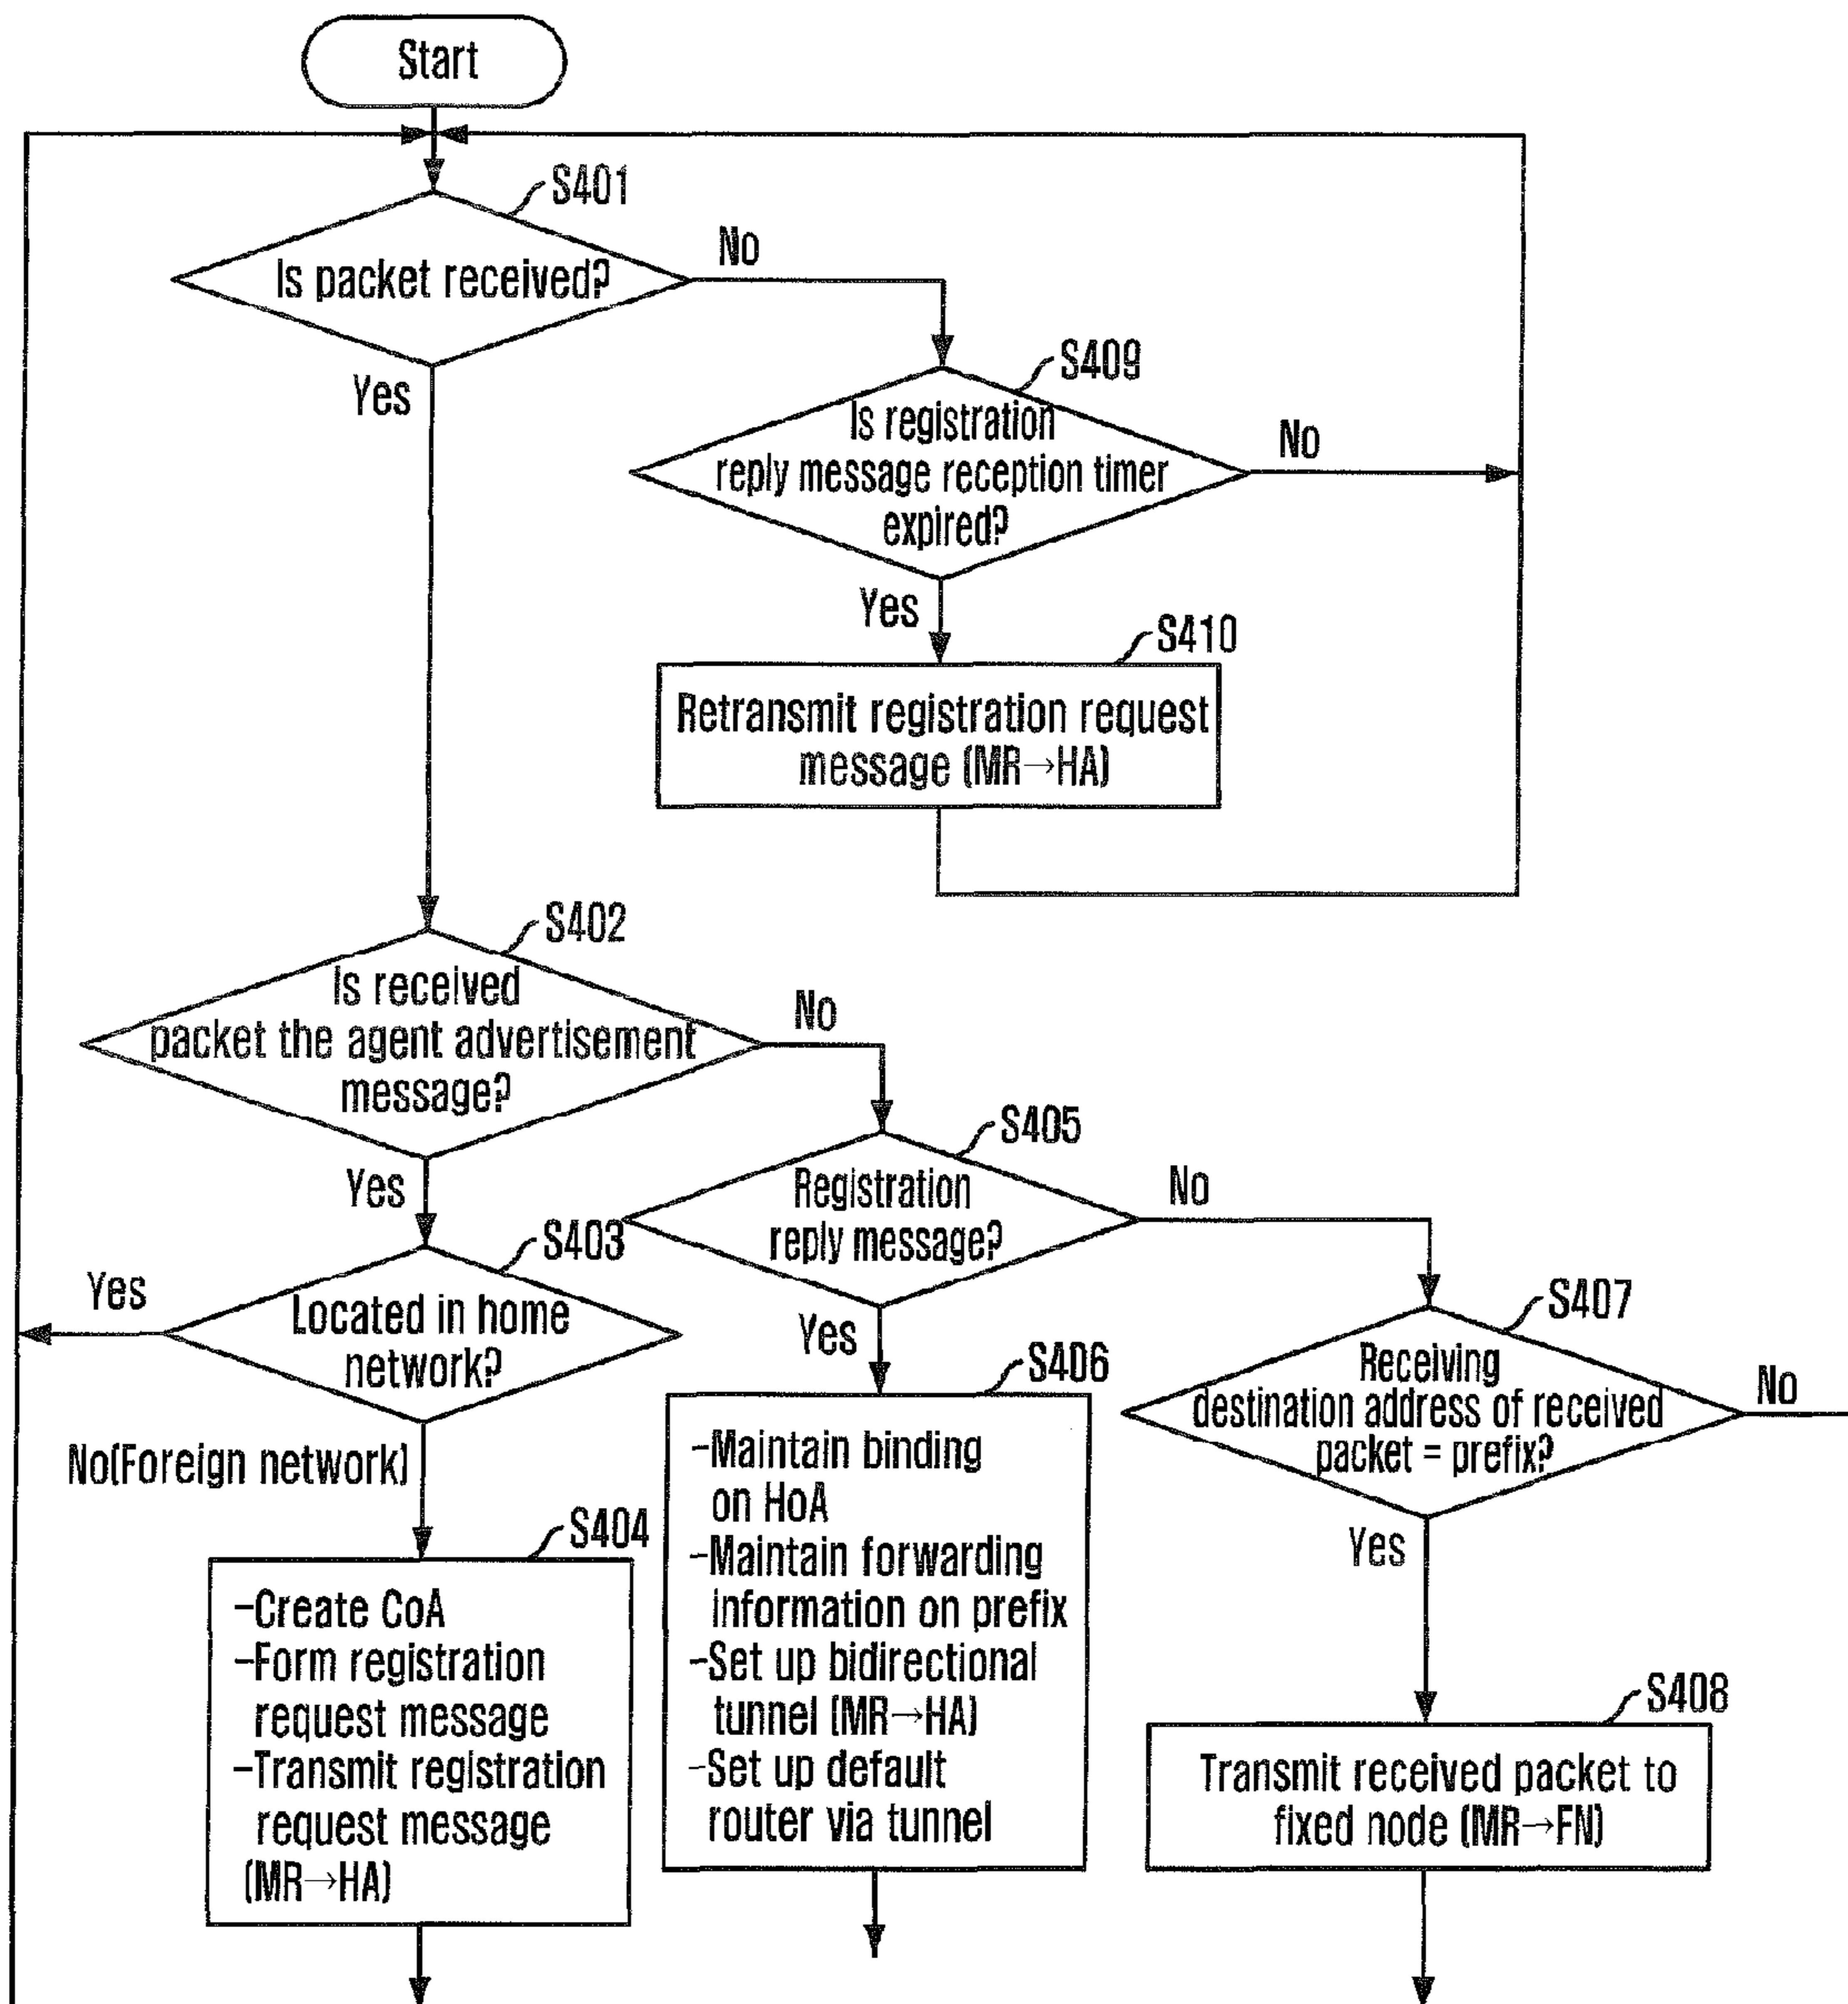 Start
S401
Is packet received?
No
Yes
S409
Is registration
reply message reception timer
expired?
No
Yes
S410
Retransmit registration request
message (MR→HA)
S402
Is received
packet the agent advertisement
message?
No
Yes
S405
Registration
reply message?
No
Yes
S403
Located in home
network?
Yes
No(Foreign network)
S407
Receiving
destination address of received
packet = prefix?
No
Yes
S406
-Maintain binding
on HoA
-Maintain forwarding
information on prefix
-Set up bidirectional
tunnel (MR→HA)
-Set up default
router via tunnel
S404
-Create CoA
-Form registration
request message
-Transmit registration
request message
(MR→HA)
S408
Transmit received packet to
fixed node (MR→FN)